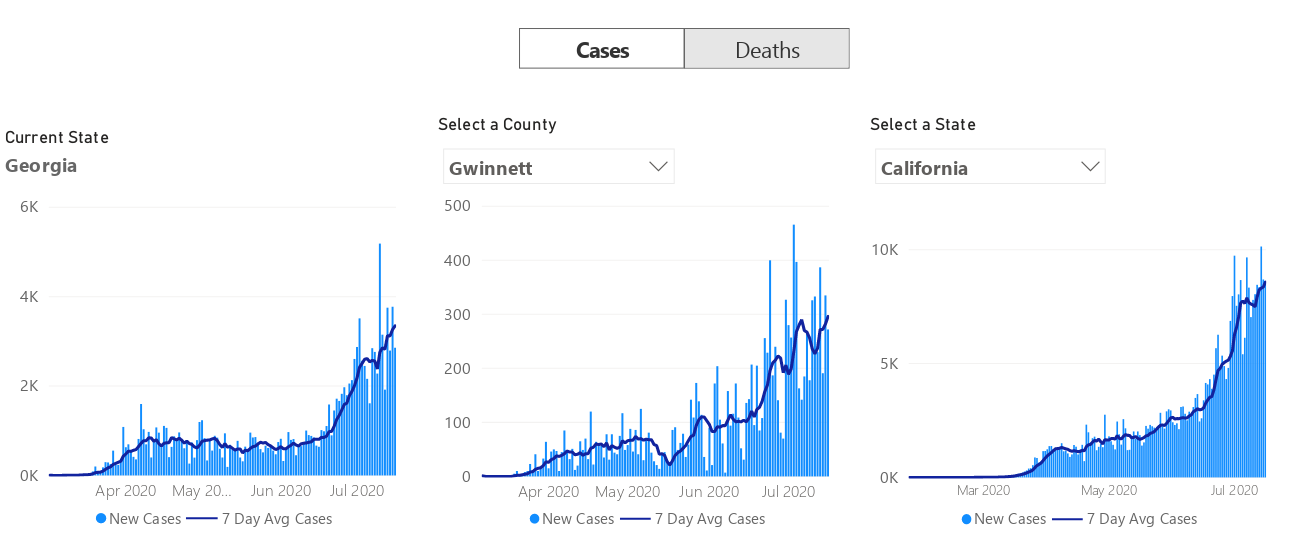 Cases Deaths
Current State
Georgia
6K
4K
2K
0K
Apr 2020 May 20... Jun 2020 Jul 2020
New Cases 7 Day Avg Cases
Select a County
Gwinnett
500
400
300
200
100
0
Apr 2020 May 2020 Jun 2020 Jul 2020
New Cases 7 Day Avg Cases
Select a State
California
10K
5K
0K
Mar 2020 May 2020 Jul 2020
New Cases 7 Day Avg Cases